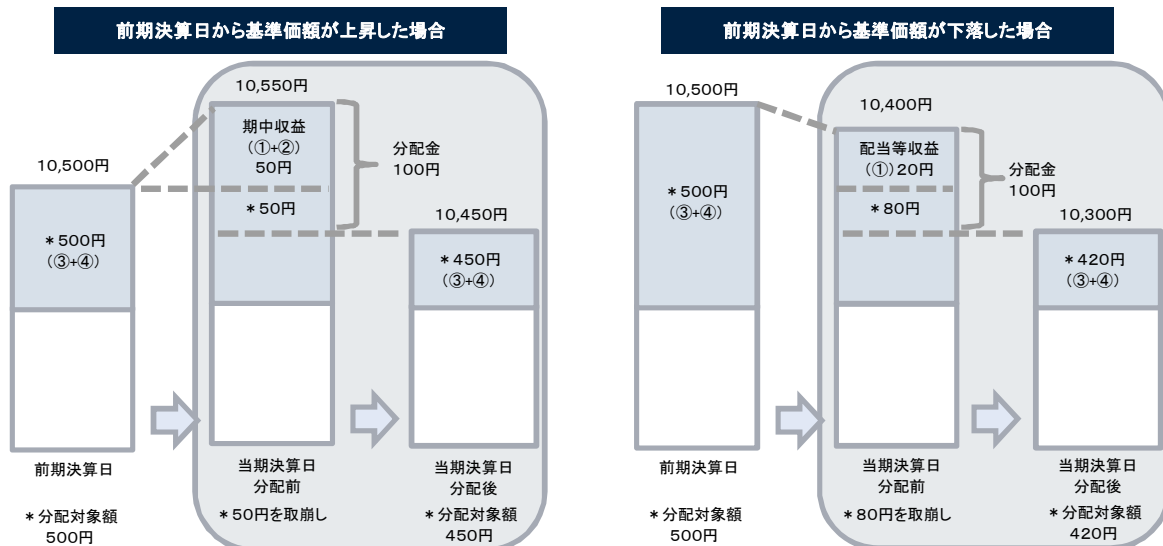 前期決算日から基準価額が上昇した場合
10,550円
期中収益
(①+②)
50円
分配金
100円
10,500円
*50円
10,450円
*500円
(③+④)
*450円
(③+④)
前期決算日
当期決算日
分配前
当期決算日
分配後
*分配対象額
500円
*50円を取崩し
*分配対象額
450円
前期決算日から基準価額が下落した場合
10,500円
10,400円
配当等収益
(①)20円
分配金
100円
*500円
(③+④)
*80円
10,300円
*420円
(③+④)
前期決算日
当期決算日
分配前
当期決算日
分配後
*分配対象額
500円
*80円を取崩し
*分配対象額
420円